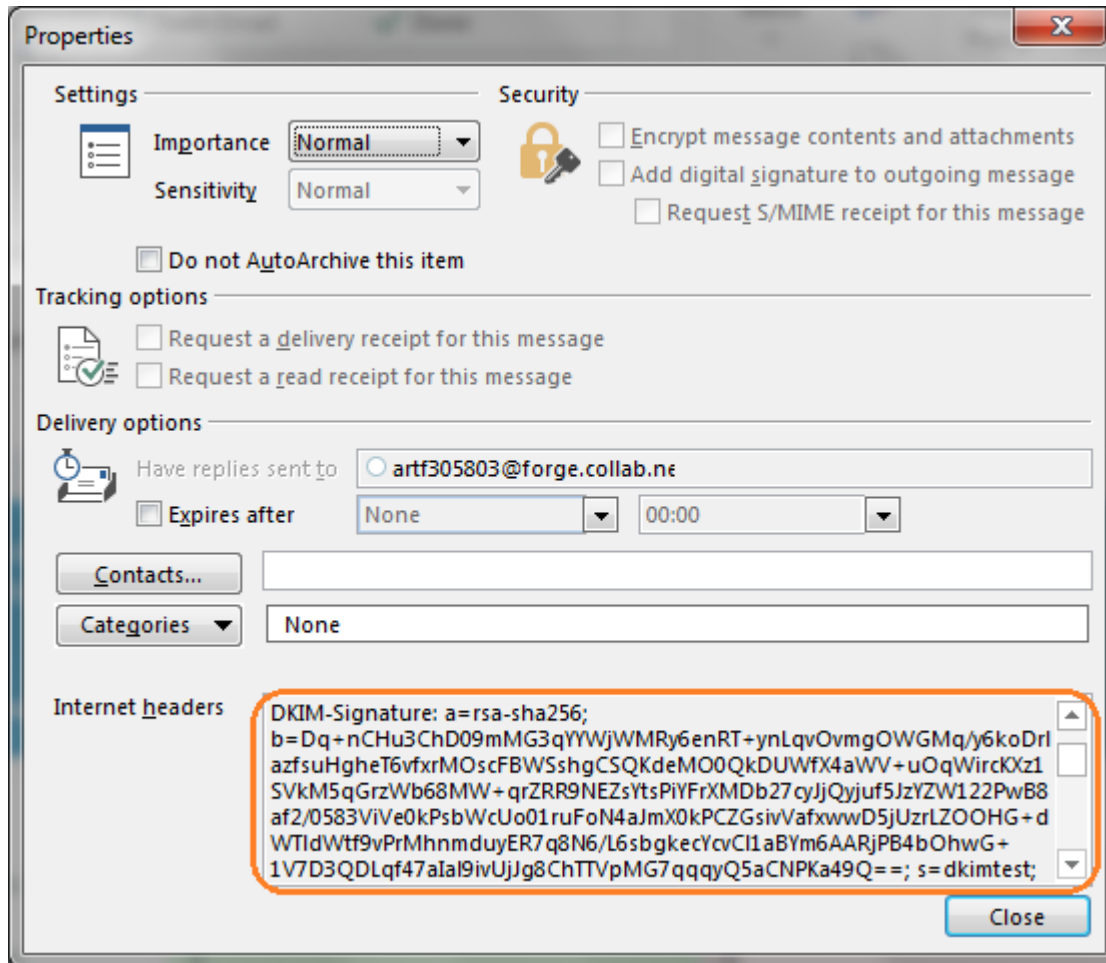 Properties
Settings
Security
Importance
Normal
Encrypt message contents and attachments
Sensitivity
Normal
Add digital signature to outgoing message
Request S/MIME receipt for this message
Do not AutoArchive this item
Tracking options
Request a delivery receipt for this message
Request a read receipt for this message
Delivery options
Have replies sent to
artf305803@forge.collab.ne
Expires after
None
00:00
Contacts...
Categories
None
Internet headers
DKIM-Signature: a=rsa-sha256;
b=Dq+nCHu3ChD09mMG3qYYWjWMRy6enRT+ynLqvOvmgOWGMq/y6koDrl
azfsuHgheT6vfxrMOscFBWSshgCSQKdeMO0QkDUWfX4aWV+uOqWircKXz1
SVkM5qGrzWb68MW+qrZRR9NEZsYtsPiYFrXMDb27cyJjQyjuf5JzYZW122PwB8
af2/0583ViVe0kPsbWcUo01ruFoN4aJmX0kPCZGsivVafxwwD5jUzrLZOOHG+d
WTIdWtf9vPrMhnmduyER7q8N6/L6sbgkecYcvCl1aBYm6AARjPB4bOhwG+
1V7D3QDLqf47aIal9ivUjJg8ChTTVpMG7qqqyQ5aCNPKa49Q==; s=dkimtest;
Close